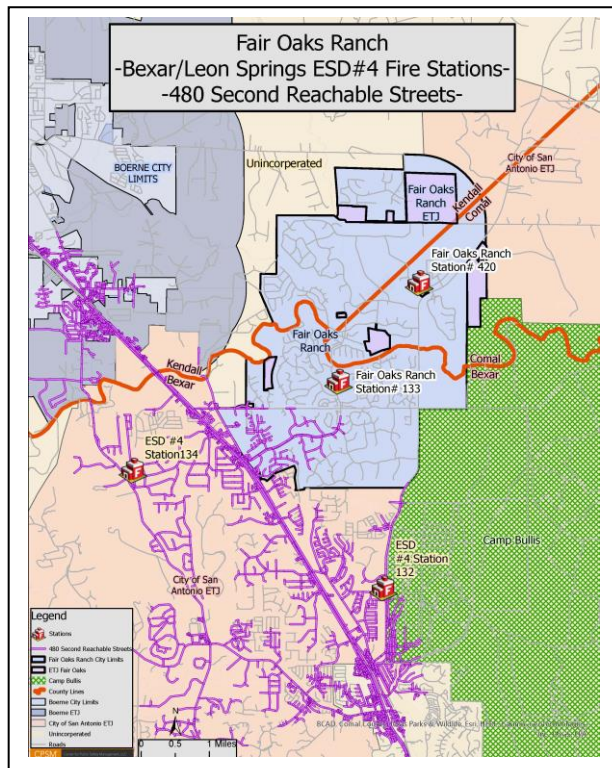 Fair Oaks Ranch
-Bexar/Leon Springs ESD#4 Fire Stations-
-480 Second Reachable Streets-
BOERNE CITY
LIMITS
Unincorperated
City of San
Antonio ETJ
Fair Oaks
Ranch
ETJ
Kendall
Comal
Fair Oaks Ranch
Station# 420
Fair Oaks
Ranch
Kendall
Bexar
Comal
Bexar
Fair Oaks Ranch
Station# 133
ESD #4
Station134
Camp Bullis
ESD
#4 Station
132
City of San
Antonio ETJ
Legend
Stations
480 Second Reachable Streets
Fair Oaks Ranch City Limits
ETJ Fair Oaks
Camp Bullis
County Lines
Boerne City Limits
Boerne ETJ
City of San Antonio ETJ
Unincorporated
Roads
N
0 0.5 1 Miles
CPSM